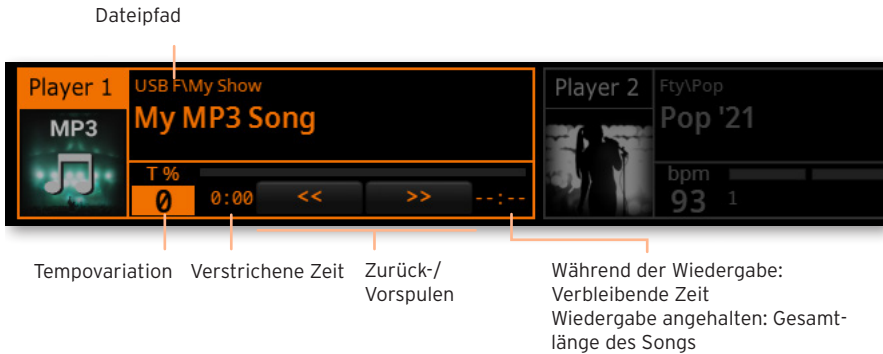 Dateipfad
Player 1
USB F\My Show
My MP3 Song
MP3
T %
0
0:00
<<
>>
--:--
Player 2
Fty\Pop
Pop '21
bpm
93
1
Tempovariation
Verstrichene Zeit
Zurück-/
Vorspulen
Während der Wiedergabe:
Verbleibende Zeit
Wiedergabe angehalten: Gesamt-
länge des Songs